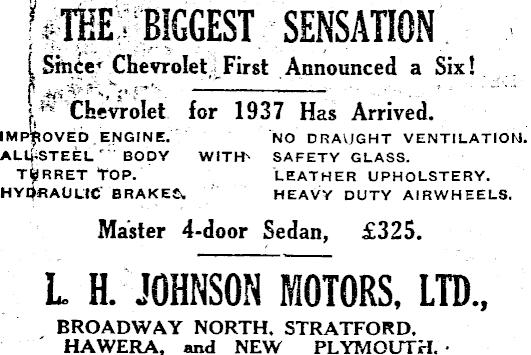 THE BIGGEST SENSATION
Since Chevrolet First Announced a Six!
Chevrolet for 1937 Has Arrived.
IMPROVED ENGINE. NO DRAUGHT VENTILATION.
ALL-STEEL BODY WITH SAFETY GLASS.
TURRET TOP. LEATHER UPHOLSTERY.
HYDRAULIC BRAKES. HEAVY DUTY AIRWHEELS.
Master 4-door Sedan, £325.
L. H. JOHNSON MOTORS, LTD.,
BROADWAY NORTH, STRATFORD,
HAWERA, and NEW PLYMOUTH.